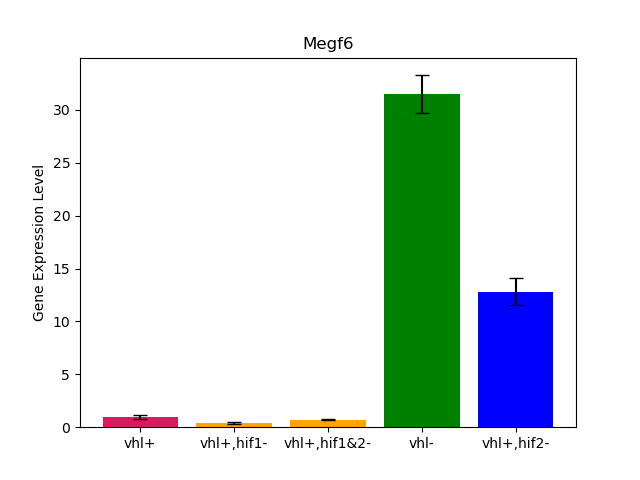 Megf6
Gene Expression Level
30
25
20
15
10
5
0
vhl+ vhl+,hif1- vhl+,hif1&2- vhl- vhl+,hif2-